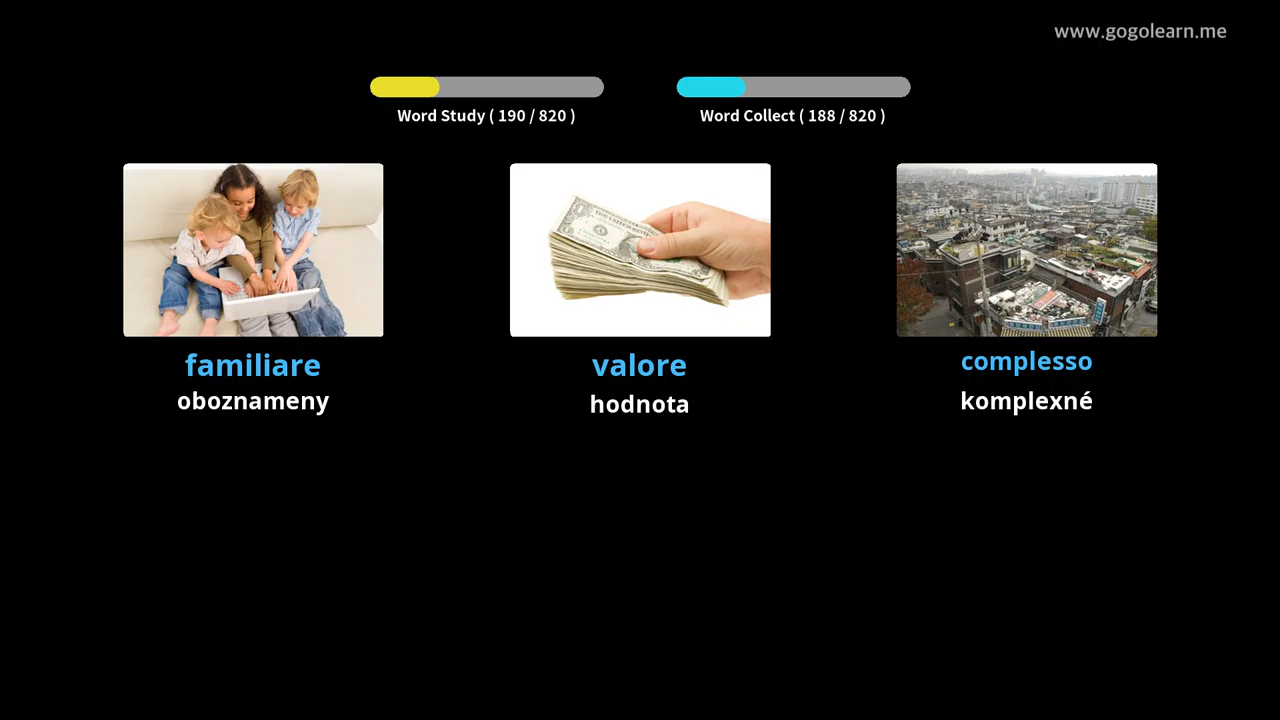 www.gogolearn.me
Word Study ( 190 / 820 )
Word Collect ( 188 / 820 )
familiare
oboznameny
valore
hodnota
complesso
komplexné